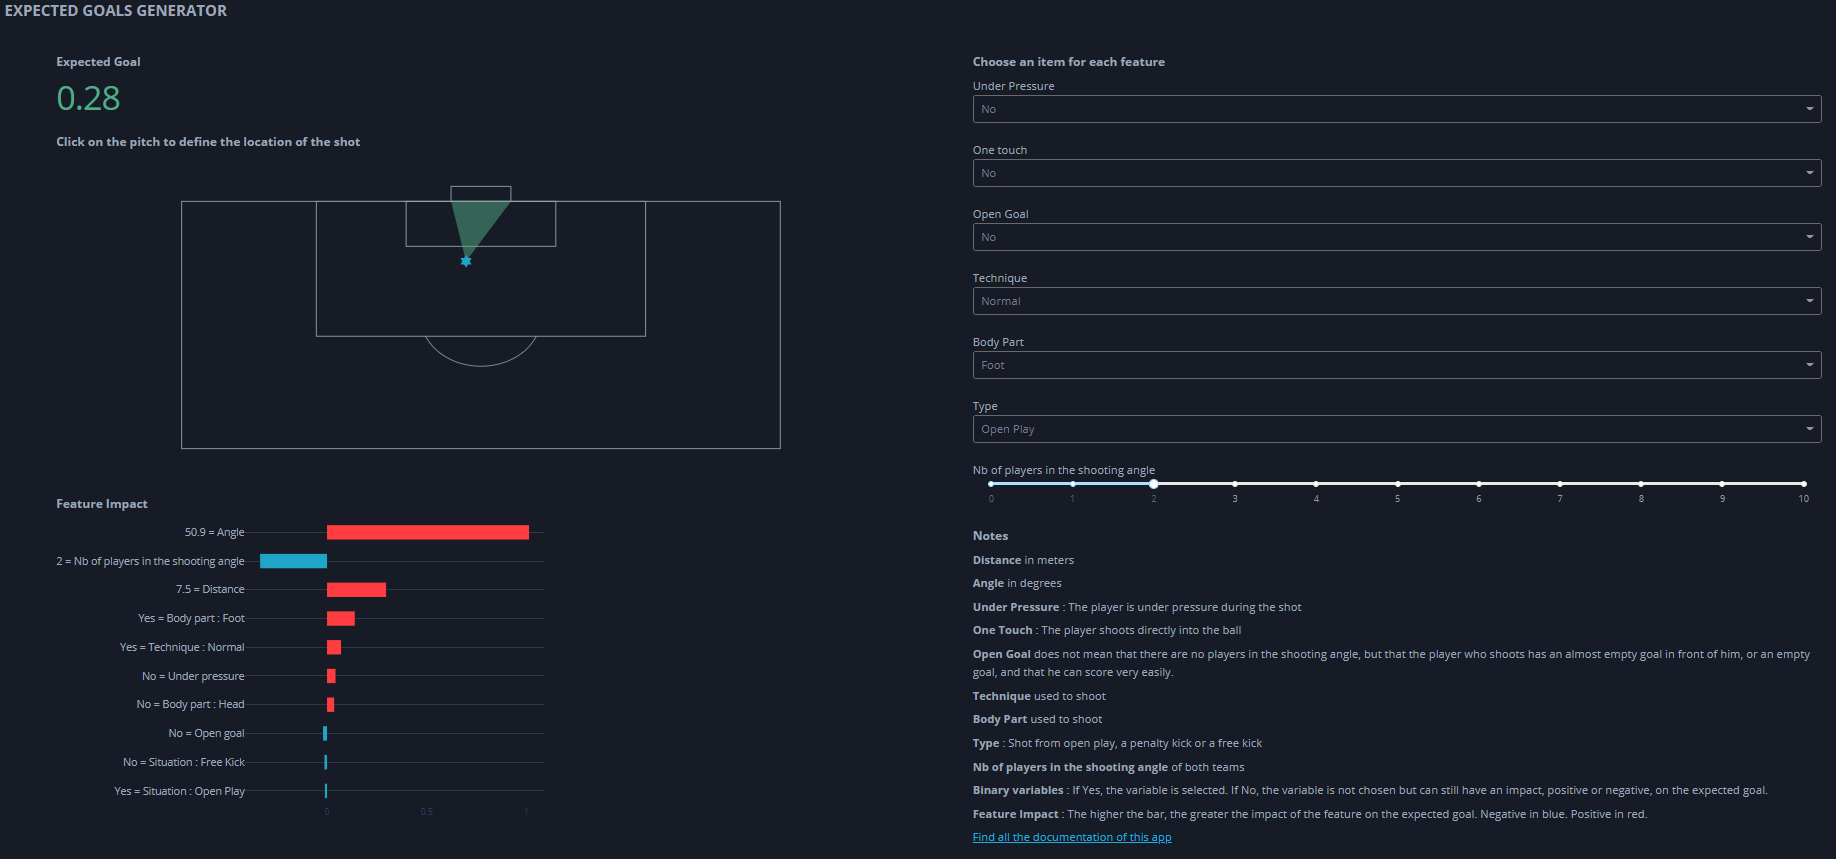 EXPECTED GOALS GENERATOR
Expected Goal
0.28
Click on the pitch to define the location of the shot
Feature Impact
50.9 = Angle
2 = Nb of players in the shooting angle
7.5 = Distance
Yes = Body part : Foot
Yes = Technique : Normal
No = Under pressure
No = Body part : Head
No = Open goal
No = Situation : Free Kick
Yes = Situation : Open Play
0 0.5 1
Choose an item for each feature
Under Pressure
No
One touch
No
Open Goal
No
Technique
Normal
Body Part
Foot
Type
Open Play
Nb of players in the shooting angle
0 1 2 3 4 5 6 7 8 9 10
Notes
Distance in meters
Angle in degrees
Under Pressure : The player is under pressure during the shot
One Touch : The player shoots directly into the ball
Open Goal does not mean that there are no players in the shooting angle, but that the player who shoots has an almost empty goal in front of him, or an empty
goal, and that he can score very easily.
Technique used to shoot
Body Part used to shoot
Type : Shot from open play, a penalty kick or a free kick
Nb of players in the shooting angle of both teams
Binary variables : If Yes, the variable is selected. If No, the variable is not chosen but can still have an impact, positive or negative, on the expected goal.
Feature Impact : The higher the bar, the greater the impact of the feature on the expected goal. Negative in blue. Positive in red.
Find all the documentation of this app